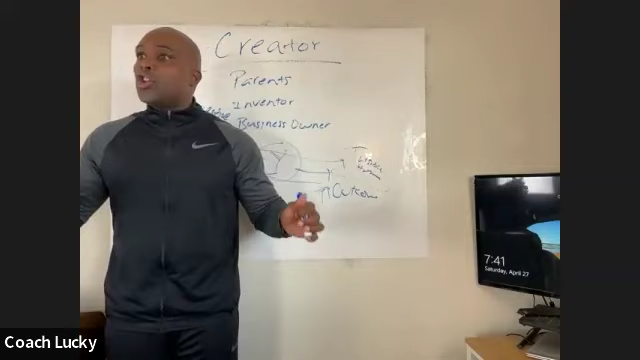 Creator
Parents
Inventor
Business Owner
7:41
Saturday, April 27
Coach Lucky